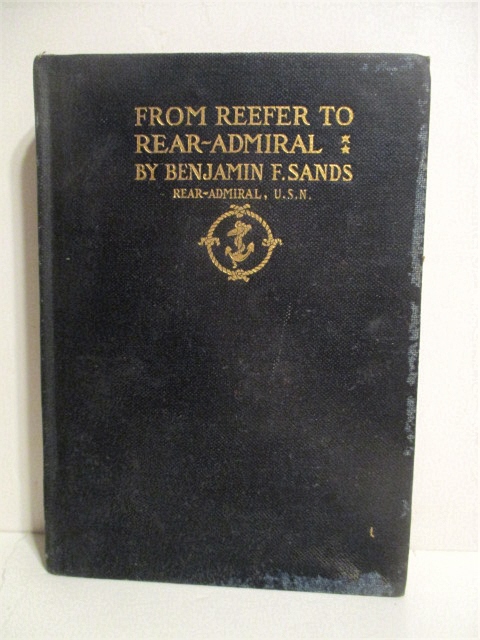 FROM REEFER TO
REAR-ADMIRAL
BY BENJAMIN F. SANDS
REAR-ADMIRAL, U.S.N.